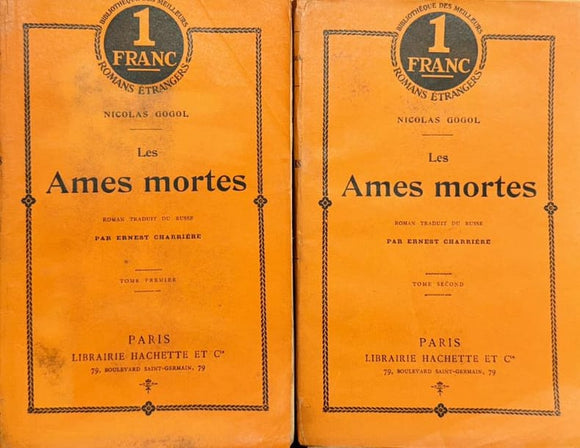 BIBLIOTHÈQUE DES MEILLEURS
1
FRANC
ROMANS ÉTRANGERS
NICOLAS GOGOL
Les
Ames mortes
ROMAN TRADUIT DU RUSSE
PAR ERNEST CHARRIÈRE
TOME PREMIER
PARIS
LIBRAIRIE HACHETTE ET Cie
79, BOULEVARD SAINT-GERMAIN, 79
BIBLIOTHÈQUE DES MEILLEURS
1
FRANC
ROMANS ÉTRANGERS
NICOLAS GOGOL
Les
Ames mortes
ROMAN TRADUIT DU RUSSE
PAR ERNEST CHARRIÈRE
TOME SECOND
PARIS
LIBRAIRIE HACHETTE ET Cie
79, BOULEVARD SAINT-GERMAIN, 79